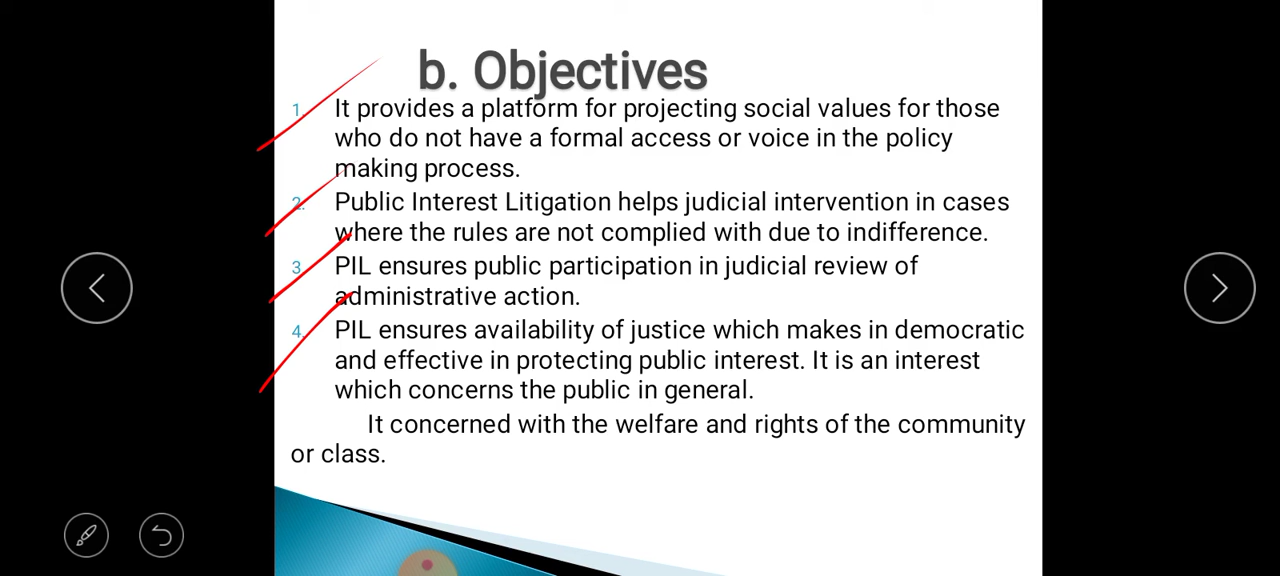 b. Objectives
1. It provides a platform for projecting social values for those
who do not have a formal access or voice in the policy
making process.
2. Public Interest Litigation helps judicial intervention in cases
where the rules are not complied with due to indifference.
3. PIL ensures public participation in judicial review of
administrative action.
4. PIL ensures availability of justice which makes in democratic
and effective in protecting public interest. It is an interest
which concerns the public in general.
It concerned with the welfare and rights of the community
or class.